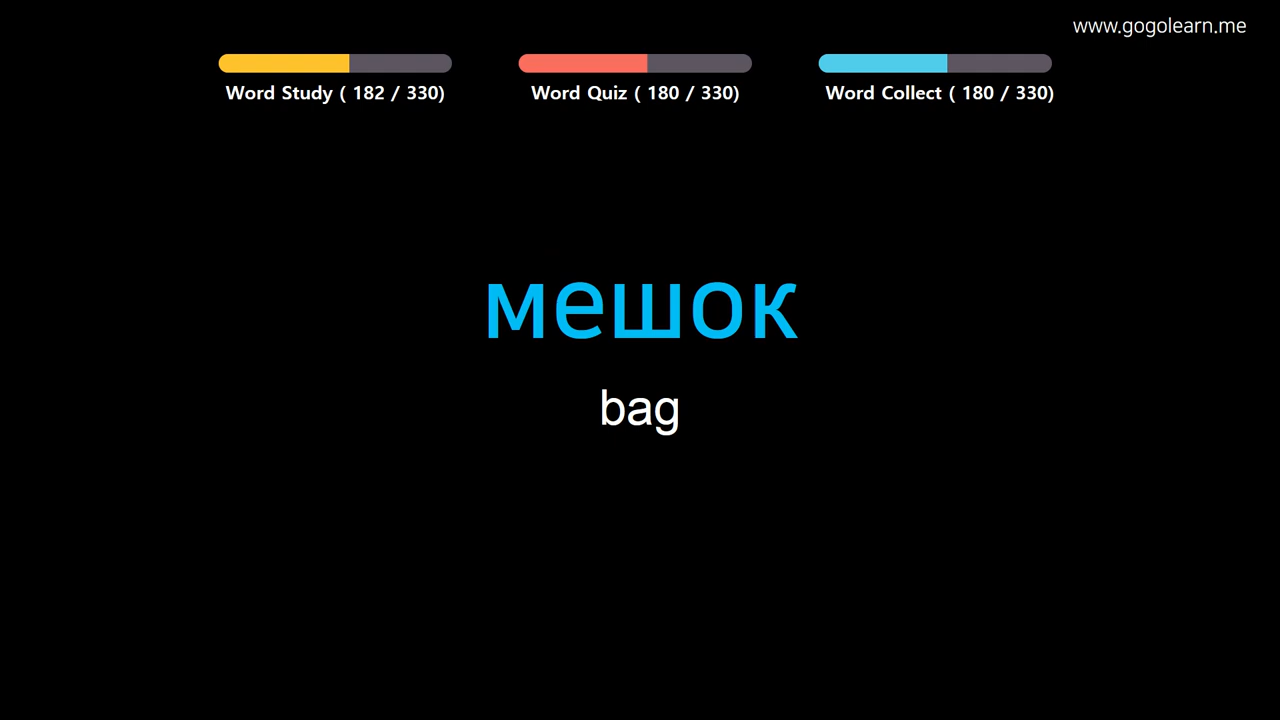 www.gogolearn.me
Word Study ( 182 / 330)
Word Quiz ( 180 / 330)
Word Collect ( 180 / 330)
мешок
bag